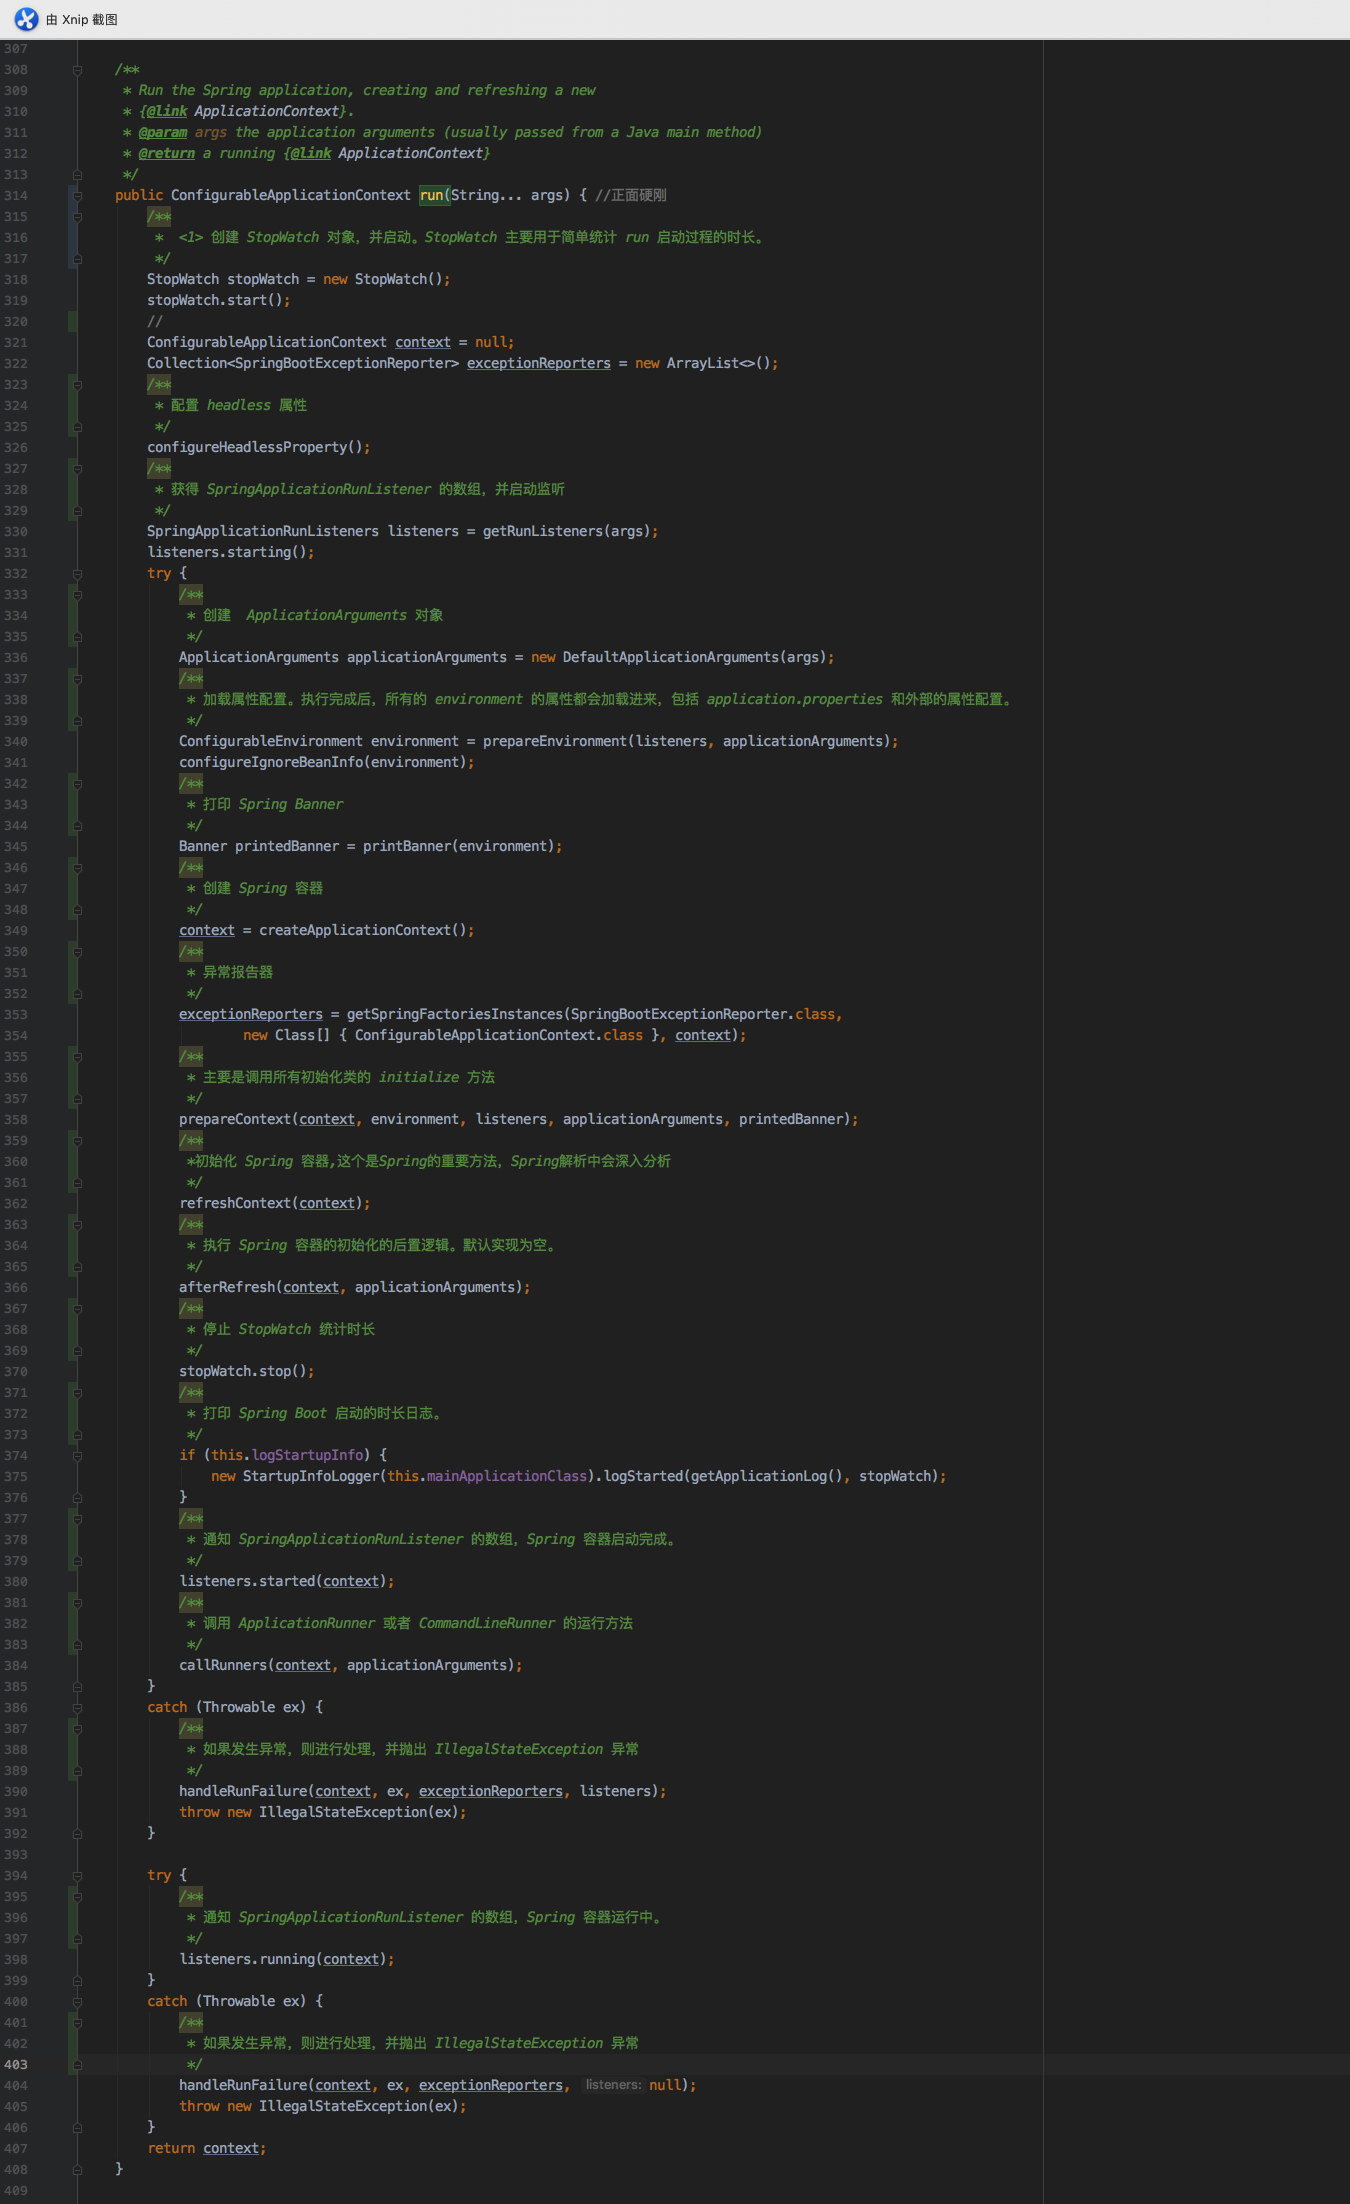 由 Xnip 截图
307
308 /**
309 * Run the Spring application, creating and refreshing a new
310 * {@link ApplicationContext}.
311 * @param args the application arguments (usually passed from a Java main method)
312 * @return a running {@link ApplicationContext}
313 */
314 public ConfigurableApplicationContext run(String... args) { //正面硬刚
315 /**
316 * <1> 创建 StopWatch 对象，并启动。StopWatch 主要用于简单统计 run 启动过程的时长。
317 */
318 StopWatch stopWatch = new StopWatch();
319 stopWatch.start();
320 //
321 ConfigurableApplicationContext context = null;
322 Collection<SpringBootExceptionReporter> exceptionReporters = new ArrayList<>();
323 /**
324 * 配置 headless 属性
325 */
326 configureHeadlessProperty();
327 /**
328 * 获得 SpringApplicationRunListener 的数组，并启动监听
329 */
330 SpringApplicationRunListeners listeners = getRunListeners(args);
331 listeners.starting();
332 try {
333 /**
334 * 创建  ApplicationArguments 对象
335 */
336 ApplicationArguments applicationArguments = new DefaultApplicationArguments(args);
337 /**
338 * 加载属性配置。执行完成后，所有的 environment 的属性都会加载进来，包括 application.properties 和外部的属性配置。
339 */
340 ConfigurableEnvironment environment = prepareEnvironment(listeners, applicationArguments);
341 configureIgnoreBeanInfo(environment);
342 /**
343 * 打印 Spring Banner
344 */
345 Banner printedBanner = printBanner(environment);
346 /**
347 * 创建 Spring 容器
348 */
349 context = createApplicationContext();
350 /**
351 * 异常报告器
352 */
353 exceptionReporters = getSpringFactoriesInstances(SpringBootExceptionReporter.class,
354 new Class[] { ConfigurableApplicationContext.class }, context);
355 /**
356 * 主要是调用所有初始化类的 initialize 方法
357 */
358 prepareContext(context, environment, listeners, applicationArguments, printedBanner);
359 /**
360 *初始化 Spring 容器,这个是Spring的重要方法，Spring解析中会深入分析
361 */
362 refreshContext(context);
363 /**
364 * 执行 Spring 容器的初始化的后置逻辑。默认实现为空。
365 */
366 afterRefresh(context, applicationArguments);
367 /**
368 * 停止 StopWatch 统计时长
369 */
370 stopWatch.stop();
371 /**
372 * 打印 Spring Boot 启动的时长日志。
373 */
374 if (this.logStartupInfo) {
375 new StartupInfoLogger(this.mainApplicationClass).logStarted(getApplicationLog(), stopWatch);
376 }
377 /**
378 * 通知 SpringApplicationRunListener 的数组，Spring 容器启动完成。
379 */
380 listeners.started(context);
381 /**
382 * 调用 ApplicationRunner 或者 CommandLineRunner 的运行方法
383 */
384 callRunners(context, applicationArguments);
385 }
386 catch (Throwable ex) {
387 /**
388 * 如果发生异常，则进行处理，并抛出 IllegalStateException 异常
389 */
390 handleRunFailure(context, ex, exceptionReporters, listeners);
391 throw new IllegalStateException(ex);
392 }
393
394 try {
395 /**
396 * 通知 SpringApplicationRunListener 的数组，Spring 容器运行中。
397 */
398 listeners.running(context);
399 }
400 catch (Throwable ex) {
401 /**
402 * 如果发生异常，则进行处理，并抛出 IllegalStateException 异常
403 */
404 handleRunFailure(context, ex, exceptionReporters, listeners: null);
405 throw new IllegalStateException(ex);
406 }
407 return context;
408 }
409